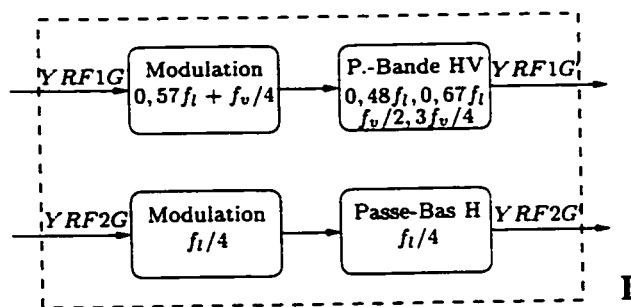 YRF1G
Modulation
0,57f_l + f_v/4
P.-Bande HV
0,48f_l, 0,67f_l
f_v/2, 3f_v/4
YRF1G'
YRF2G
Modulation
f_l/4
Passe-Bas H
f_l/4
YRF2G'